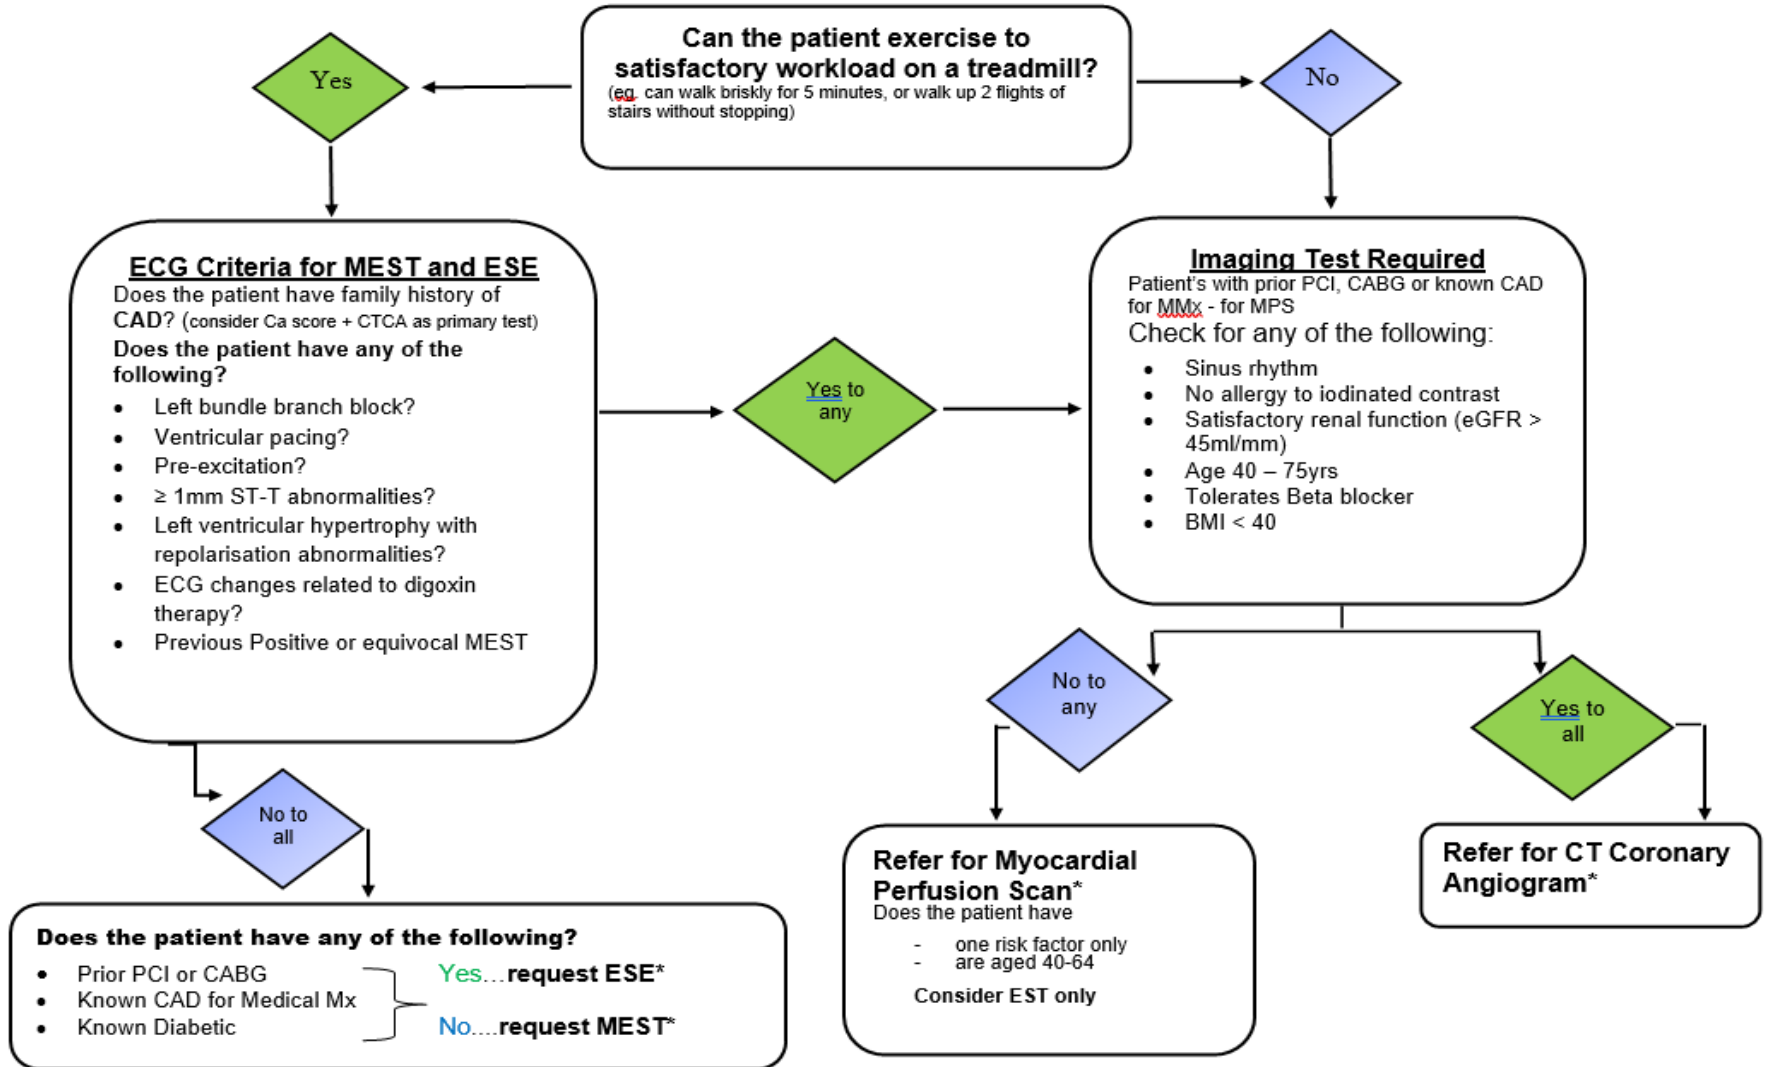 Can the patient exercise to
satisfactory workload on a treadmill?
(eg. can walk briskly for 5 minutes, or walk up 2 flights of
stairs without stopping)
Yes
No
ECG Criteria for MEST and ESE
Does the patient have family history of
CAD? (consider Ca score + CTCA as primary test)
Does the patient have any of the
following?
• Left bundle branch block?
• Ventricular pacing?
• Pre-excitation?
• ≥ 1mm ST-T abnormalities?
• Left ventricular hypertrophy with
repolarisation abnormalities?
• ECG changes related to digoxin
therapy?
• Previous Positive or equivocal MEST
Yes to
any
Imaging Test Required
Patient's with prior PCI, CABG or known CAD
for MMx - for MPS
Check for any of the following:
• Sinus rhythm
• No allergy to iodinated contrast
• Satisfactory renal function (eGFR >
45ml/mm)
• Age 40 – 75yrs
• Tolerates Beta blocker
• BMI < 40
No to
all
Does the patient have any of the following?
• Prior PCI or CABG
• Known CAD for Medical Mx
• Known Diabetic
Yes...request ESE*
No....request MEST*
No to
any
Refer for Myocardial
Perfusion Scan*
Does the patient have
- one risk factor only
- are aged 40-64
Consider EST only
Yes to
all
Refer for CT Coronary
Angiogram*